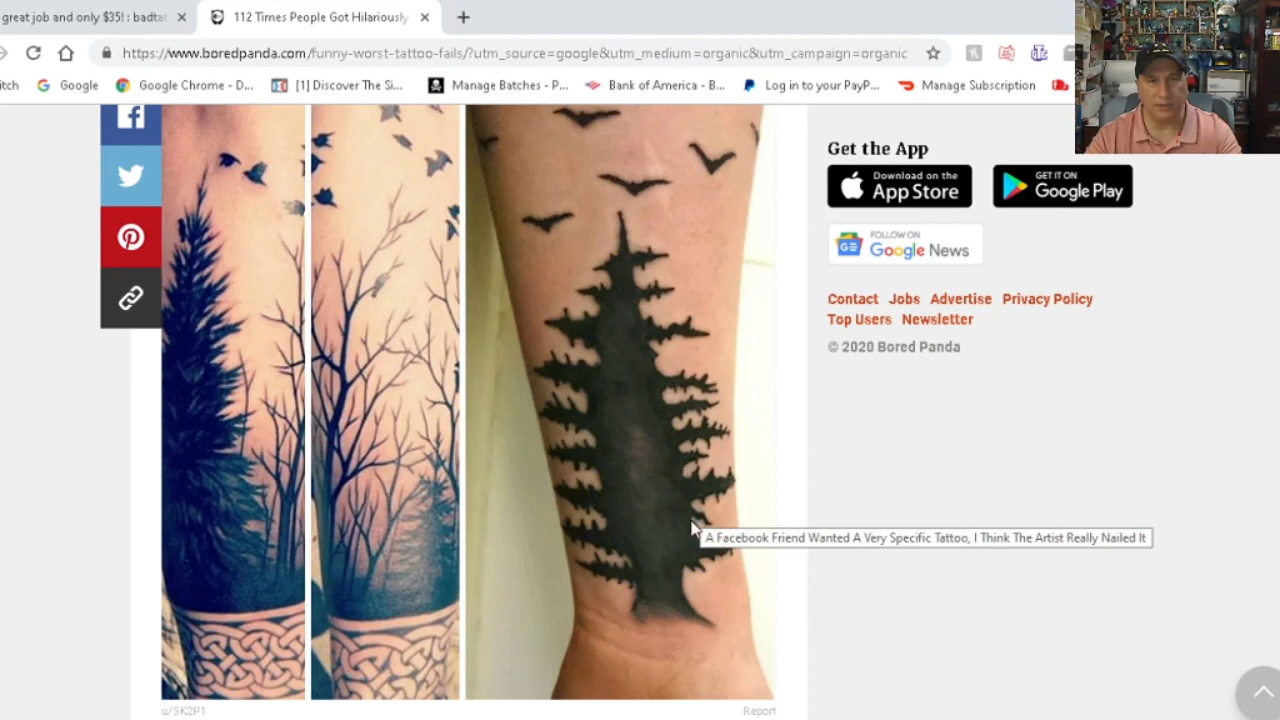 great job and only $35! : badtat
112 Times People Got Hilariously
https://www.boredpanda.com/funny-worst-tattoo-fails/?utm_source=google&utm_medium=organic&utm_campaign=organic
itch
Google
Google Chrome - D...
[1] Discover The Si...
Manage Batches - P...
Bank of America - B...
Log in to your PayP...
Manage Subscription
Get the App
Download on the
App Store
GET IT ON
Google Play
FOLLOW ON
Google News
Contact Jobs Advertise Privacy Policy
Top Users Newsletter
© 2020 Bored Panda
A Facebook Friend Wanted A Very Specific Tattoo, I Think The Artist Really Nailed It
u/SK2P1
Report